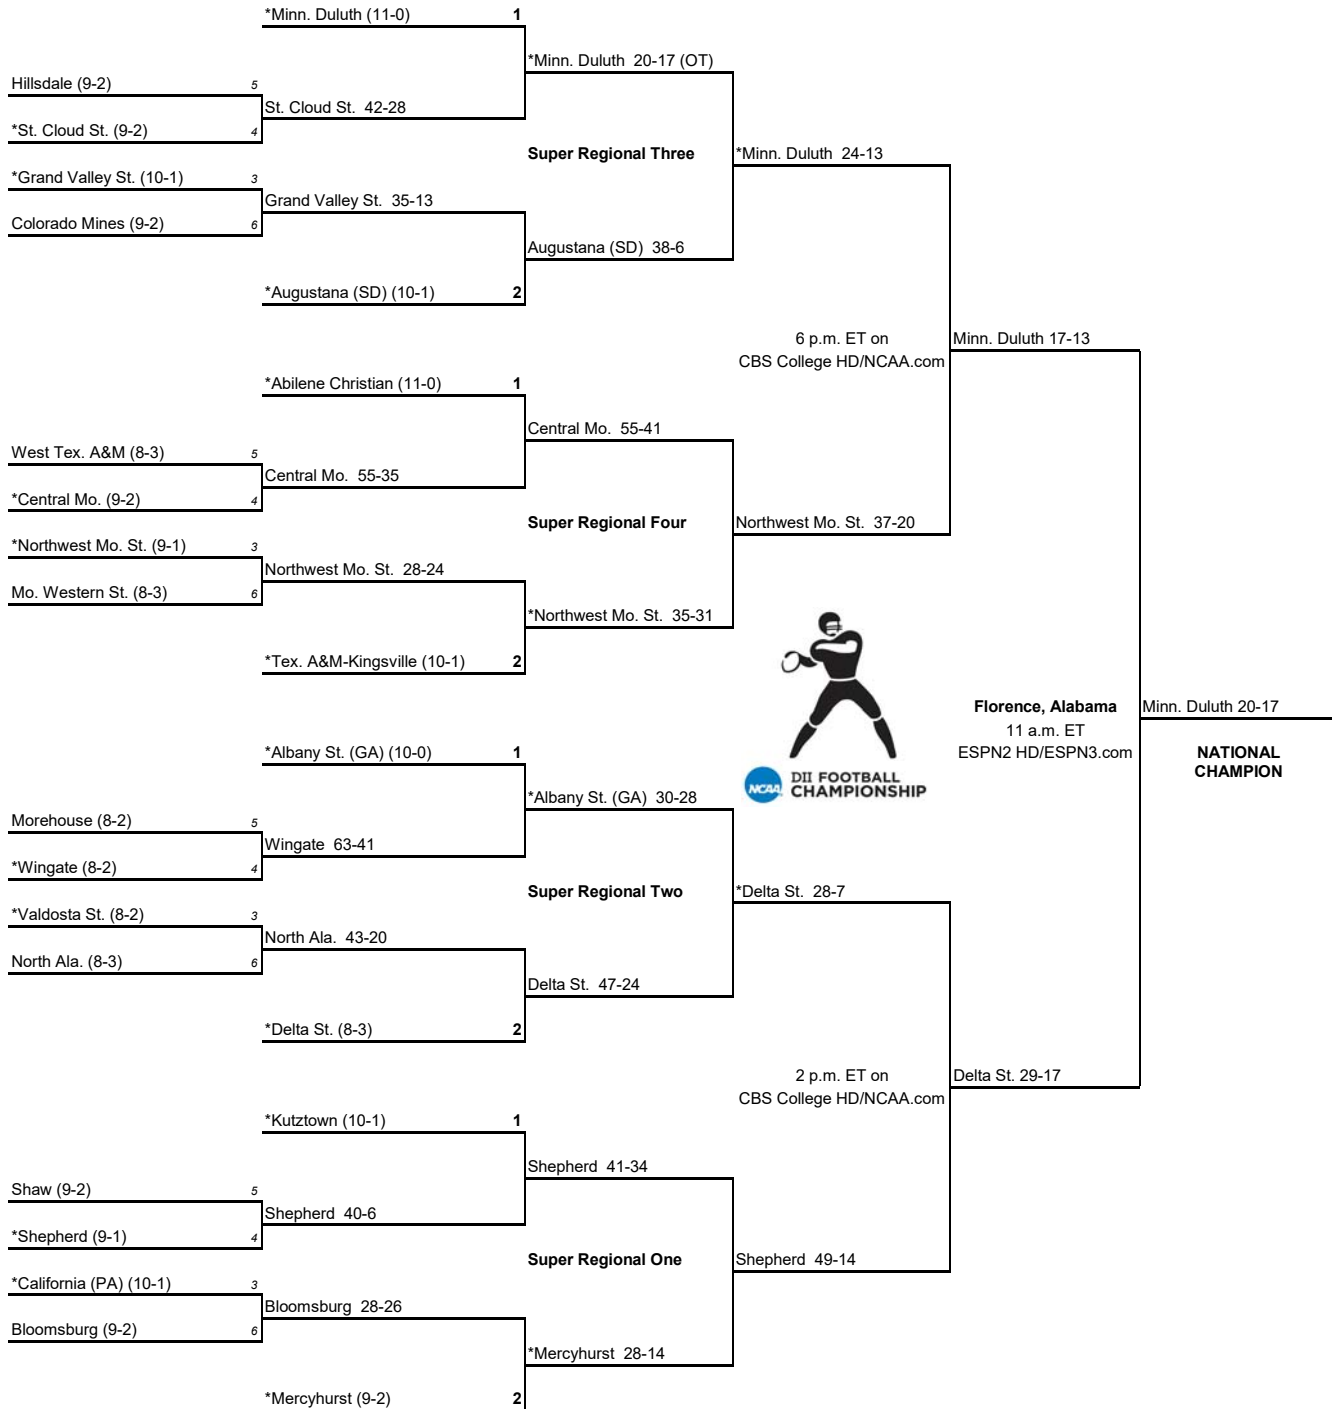 *Minn. Duluth (11-0) 1
*Minn. Duluth 20-17 (OT)
Hillsdale (9-2) 5
St. Cloud St. 42-28
*St. Cloud St. (9-2) 4
Super Regional Three
*Minn. Duluth 24-13
*Grand Valley St. (10-1) 3
Grand Valley St. 35-13
Colorado Mines (9-2) 6
Augustana (SD) 38-6
*Augustana (SD) (10-1) 2
6 p.m. ET on
CBS College HD/NCAA.com
Minn. Duluth 17-13
*Abilene Christian (11-0) 1
Central Mo. 55-41
West Tex. A&M (8-3) 5
Central Mo. 55-35
*Central Mo. (9-2) 4
Super Regional Four
Northwest Mo. St. 37-20
*Northwest Mo. St. (9-1) 3
Northwest Mo. St. 28-24
Mo. Western St. (8-3) 6
*Northwest Mo. St. 35-31
*Tex. A&M-Kingsville (10-1) 2
Florence, Alabama
11 a.m. ET
ESPN2 HD/ESPN3.com
Minn. Duluth 20-17
NATIONAL
CHAMPION
NCAA
DII FOOTBALL
CHAMPIONSHIP
*Albany St. (GA) (10-0) 1
*Albany St. (GA) 30-28
Morehouse (8-2) 5
Wingate 63-41
*Wingate (8-2) 4
Super Regional Two
*Delta St. 28-7
*Valdosta St. (8-2) 3
North Ala. 43-20
North Ala. (8-3) 6
Delta St. 47-24
*Delta St. (8-3) 2
2 p.m. ET on
CBS College HD/NCAA.com
Delta St. 29-17
*Kutztown (10-1) 1
Shepherd 41-34
Shaw (9-2) 5
Shepherd 40-6
*Shepherd (9-1) 4
Super Regional One
Shepherd 49-14
*California (PA) (10-1) 3
Bloomsburg 28-26
Bloomsburg (9-2) 6
*Mercyhurst 28-14
*Mercyhurst (9-2) 2